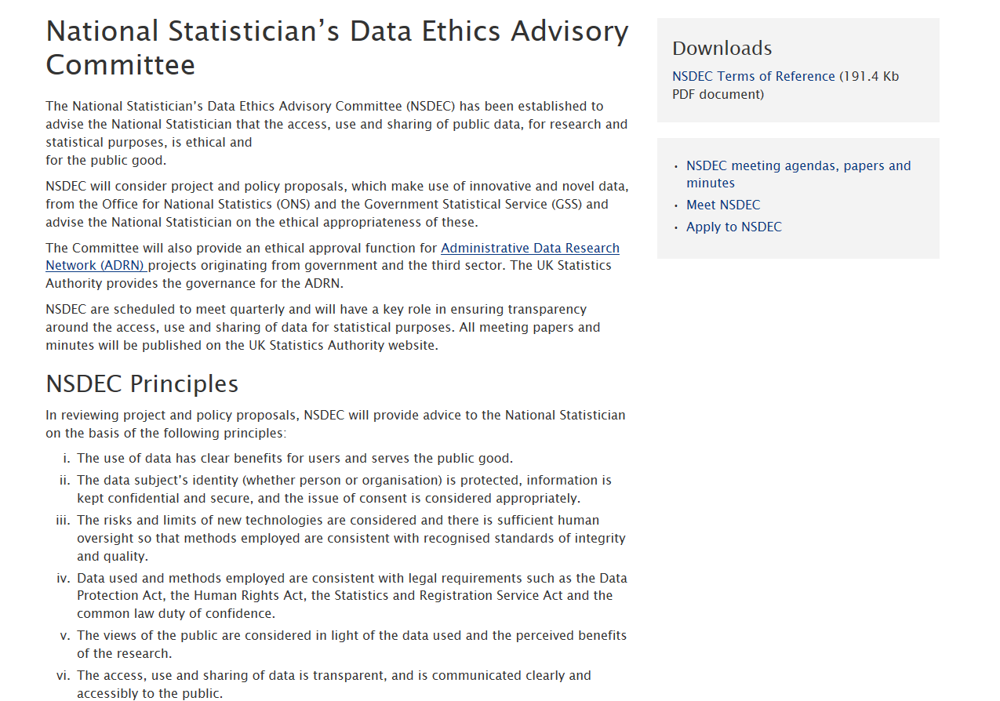 National Statistician’s Data Ethics Advisory
Committee
The National Statistician’s Data Ethics Advisory Committee (NSDEC) has been established to
advise the National Statistician that the access, use and sharing of public data, for research and
statistical purposes, is ethical and
for the public good.
NSDEC will consider project and policy proposals, which make use of innovative and novel data,
from the Office for National Statistics (ONS) and the Government Statistical Service (GSS) and
advise the National Statistician on the ethical appropriateness of these.
The Committee will also provide an ethical approval function for Administrative Data Research
Network (ADRN) projects originating from government and the third sector. The UK Statistics
Authority provides the governance for the ADRN.
NSDEC are scheduled to meet quarterly and will have a key role in ensuring transparency
around the access, use and sharing of data for statistical purposes. All meeting papers and
minutes will be published on the UK Statistics Authority website.
NSDEC Principles
In reviewing project and policy proposals, NSDEC will provide advice to the National Statistician
on the basis of the following principles:
i. The use of data has clear benefits for users and serves the public good.
ii. The data subject’s identity (whether person or organisation) is protected, information is
kept confidential and secure, and the issue of consent is considered appropriately.
iii. The risks and limits of new technologies are considered and there is sufficient human
oversight so that methods employed are consistent with recognised standards of integrity
and quality.
iv. Data used and methods employed are consistent with legal requirements such as the Data
Protection Act, the Human Rights Act, the Statistics and Registration Service Act and the
common law duty of confidence.
v. The views of the public are considered in light of the data used and the perceived benefits
of the research.
vi. The access, use and sharing of data is transparent, and is communicated clearly and
accessibly to the public.
Downloads
NSDEC Terms of Reference (191.4 Kb
PDF document)
• NSDEC meeting agendas, papers and
minutes
• Meet NSDEC
• Apply to NSDEC